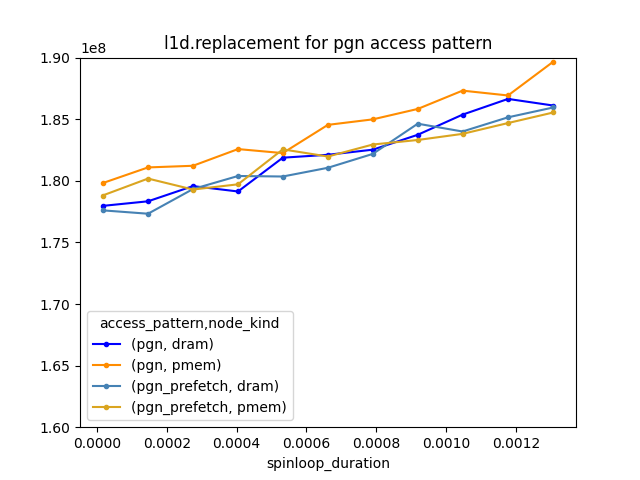 l1d.replacement for pgn access pattern
1e8
1.90
1.85
1.80
1.75
1.70
1.65
1.60
access_pattern,node_kind
(pgn, dram)
(pgn, pmem)
(pgn_prefetch, dram)
(pgn_prefetch, pmem)
0.0000 0.0002 0.0004 0.0006 0.0008 0.0010 0.0012
spinloop_duration